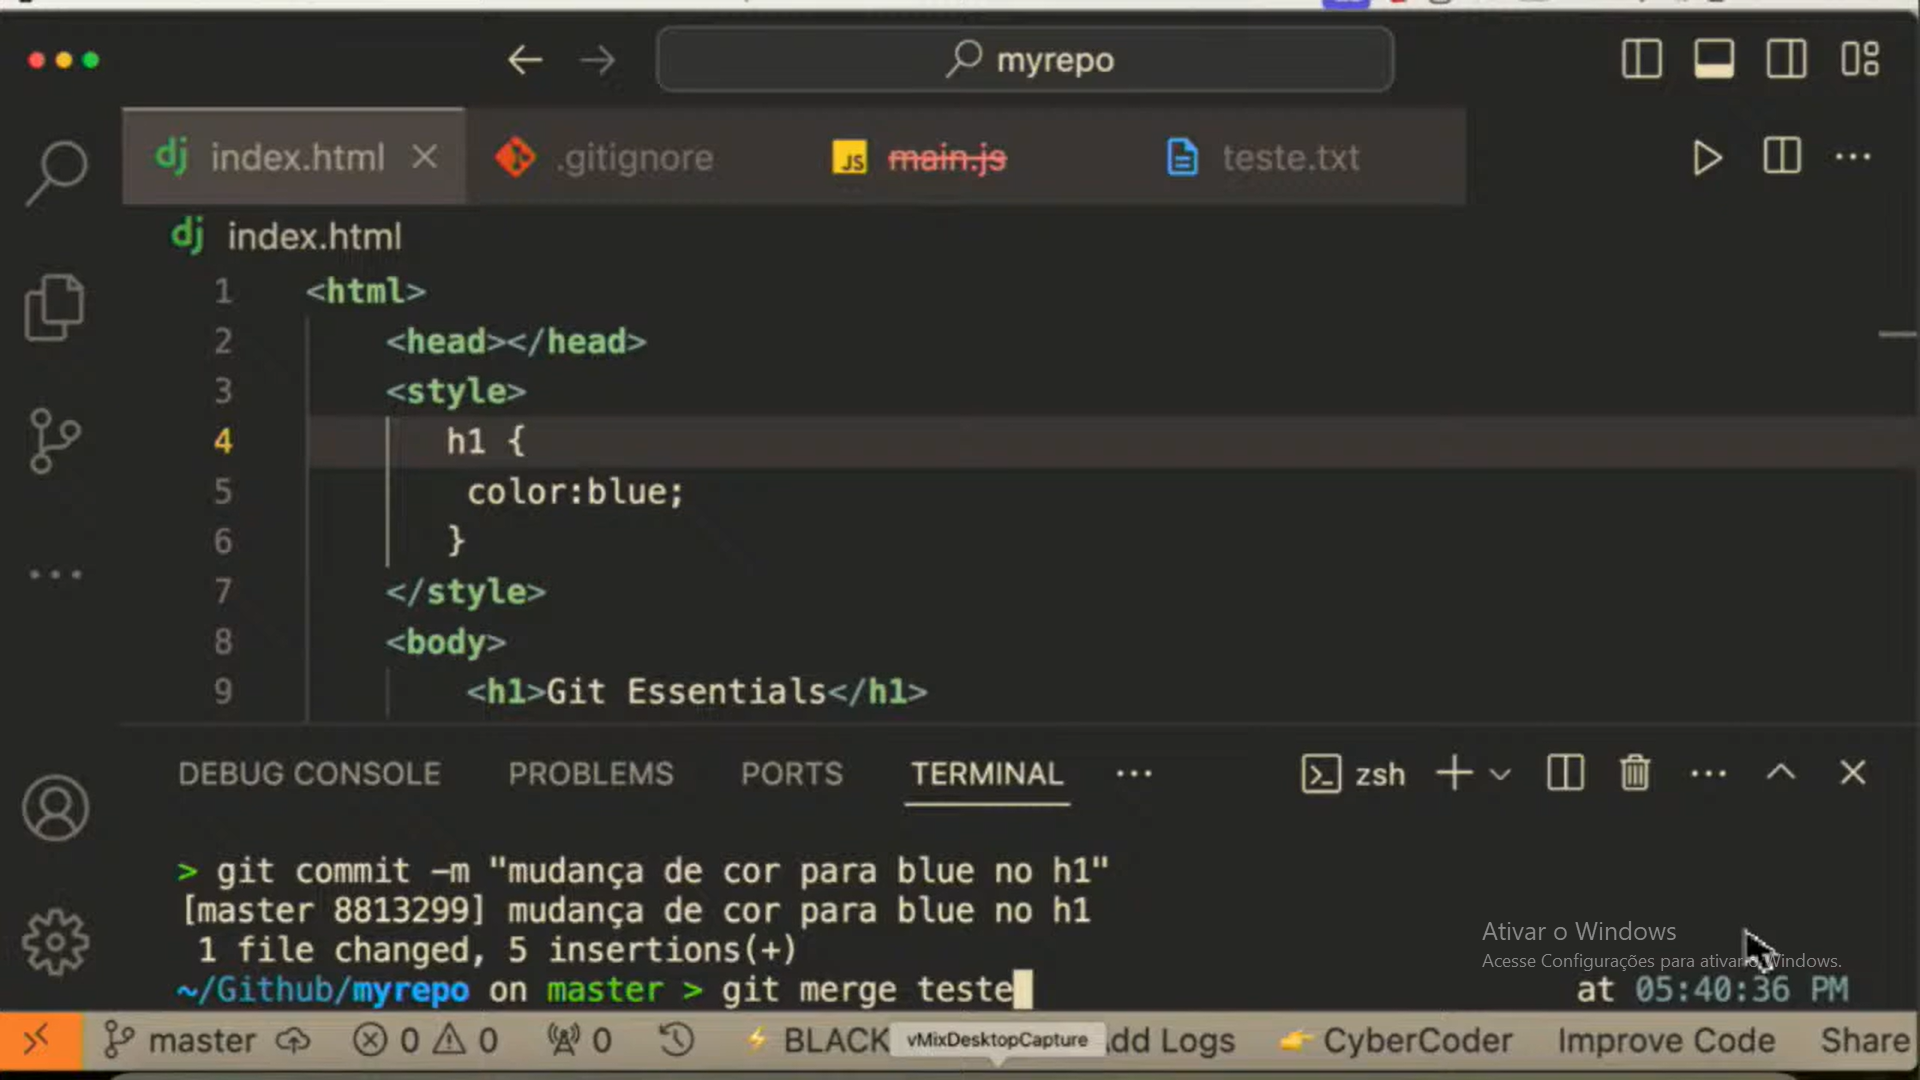 myrepo
index.html
.gitignore
JS main.js
teste.txt
dj index.html
1 <html>
2 <head></head>
3 <style>
4 h1 {
5 color:blue;
6 }
7 </style>
8 <body>
9 <h1>Git Essentials</h1>
DEBUG CONSOLE PROBLEMS PORTS TERMINAL zsh
> git commit -m "mudança de cor para blue no h1"
[master 8813299] mudança de cor para blue no h1
1 file changed, 5 insertions(+)
~/Github/myrepo on master > git merge teste
at 05:40:36 PM
Ativar o Windows
Acesse Configurações para ativar o Windows.
master 0 0 0 BLACK vMixDesktopCapture dd Logs CyberCoder Improve Code Share